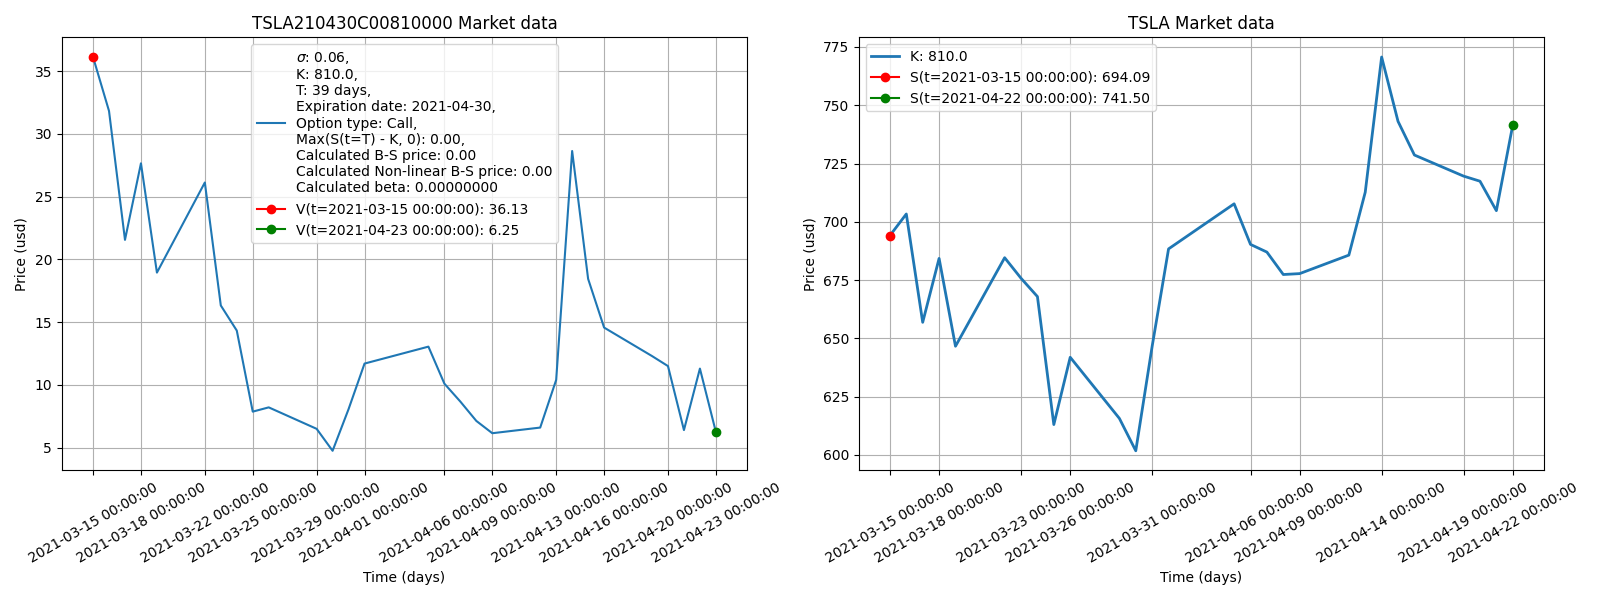 TSLA210430C00810000 Market data
σ: 0.06,
K: 810.0,
T: 39 days,
Expiration date: 2021-04-30,
Option type: Call,
Max(S(t=T) - K, 0): 0.00,
Calculated B-S price: 0.00
Calculated Non-linear B-S price: 0.00
Calculated beta: 0.00000000
V(t=2021-03-15 00:00:00): 36.13
V(t=2021-04-23 00:00:00): 6.25
Price (usd)
35
30
25
20
15
10
5
2021-03-15 00:00:00
2021-03-18 00:00:00
2021-03-22 00:00:00
2021-03-25 00:00:00
2021-03-29 00:00:00
2021-04-01 00:00:00
2021-04-06 00:00:00
2021-04-09 00:00:00
2021-04-13 00:00:00
2021-04-16 00:00:00
2021-04-20 00:00:00
2021-04-23 00:00:00
Time (days)
TSLA Market data
K: 810.0
S(t=2021-03-15 00:00:00): 694.09
S(t=2021-04-22 00:00:00): 741.50
Price (usd)
775
750
725
700
675
650
625
600
2021-03-15 00:00:00
2021-03-18 00:00:00
2021-03-23 00:00:00
2021-03-26 00:00:00
2021-03-31 00:00:00
2021-04-06 00:00:00
2021-04-09 00:00:00
2021-04-14 00:00:00
2021-04-19 00:00:00
2021-04-22 00:00:00
Time (days)